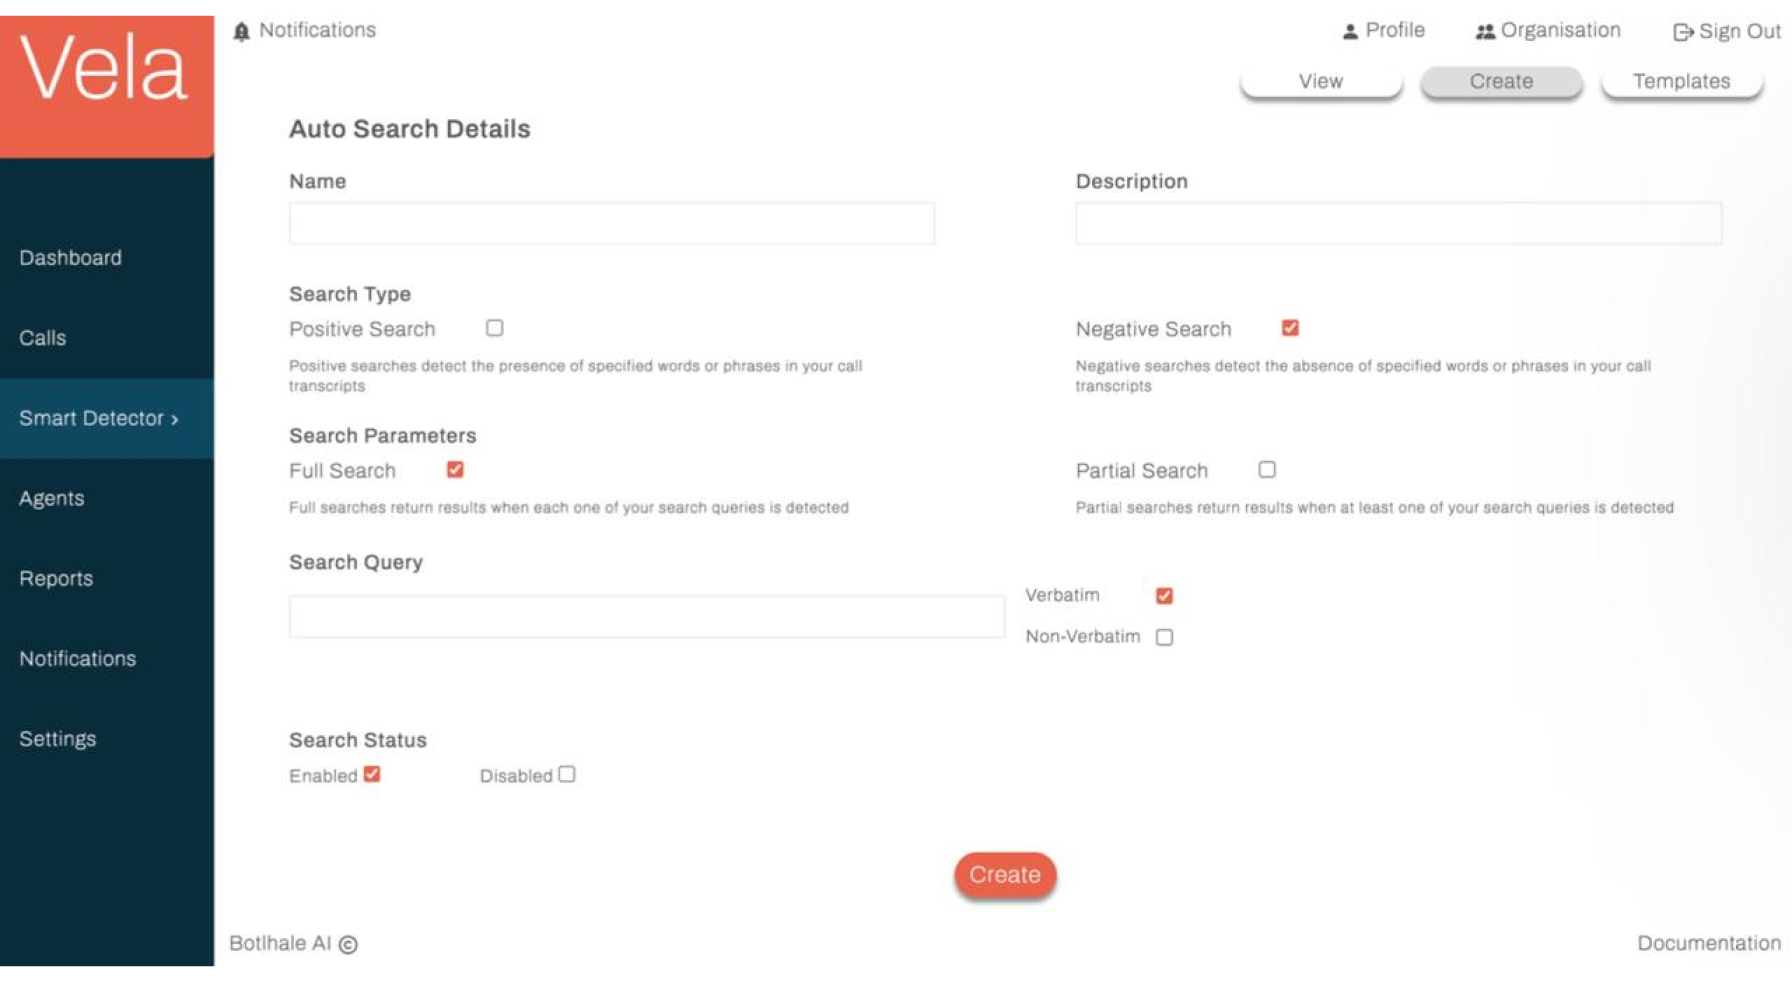 Vela
Notifications
Profile
Organisation
Sign Out
View
Create
Templates
Dashboard
Calls
Smart Detector ›
Agents
Reports
Notifications
Settings
Auto Search Details
Name
Description
Search Type
Positive Search
Positive searches detect the presence of specified words or phrases in your call
transcripts
Negative Search
Negative searches detect the absence of specified words or phrases in your call
transcripts
Search Parameters
Full Search
Full searches return results when each one of your search queries is detected
Partial Search
Partial searches return results when at least one of your search queries is detected
Search Query
Verbatim
Non-Verbatim
Search Status
Enabled
Disabled
Create
Botlhale AI ©
Documentation